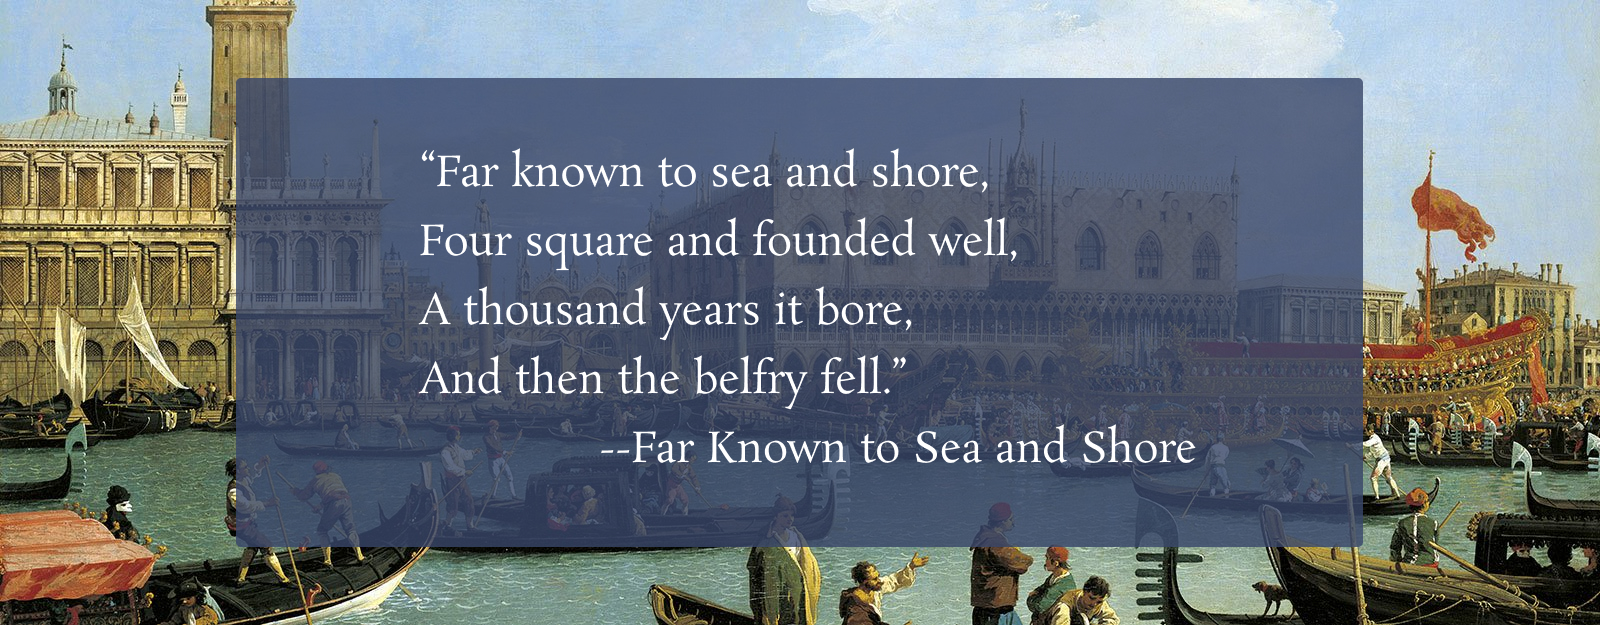 “Far known to sea and shore,
Four square and founded well,
A thousand years it bore,
And then the belfry fell.”
--Far Known to Sea and Shore